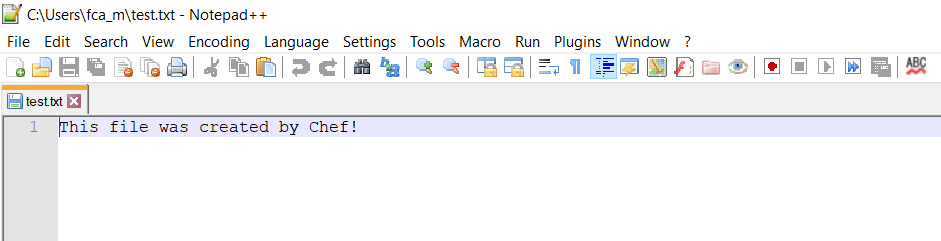 C:\Users\fca_m\test.txt - Notepad++
File Edit Search View Encoding Language Settings Tools Macro Run Plugins Window ?
ABC
test.txt
1 This file was created by Chef!